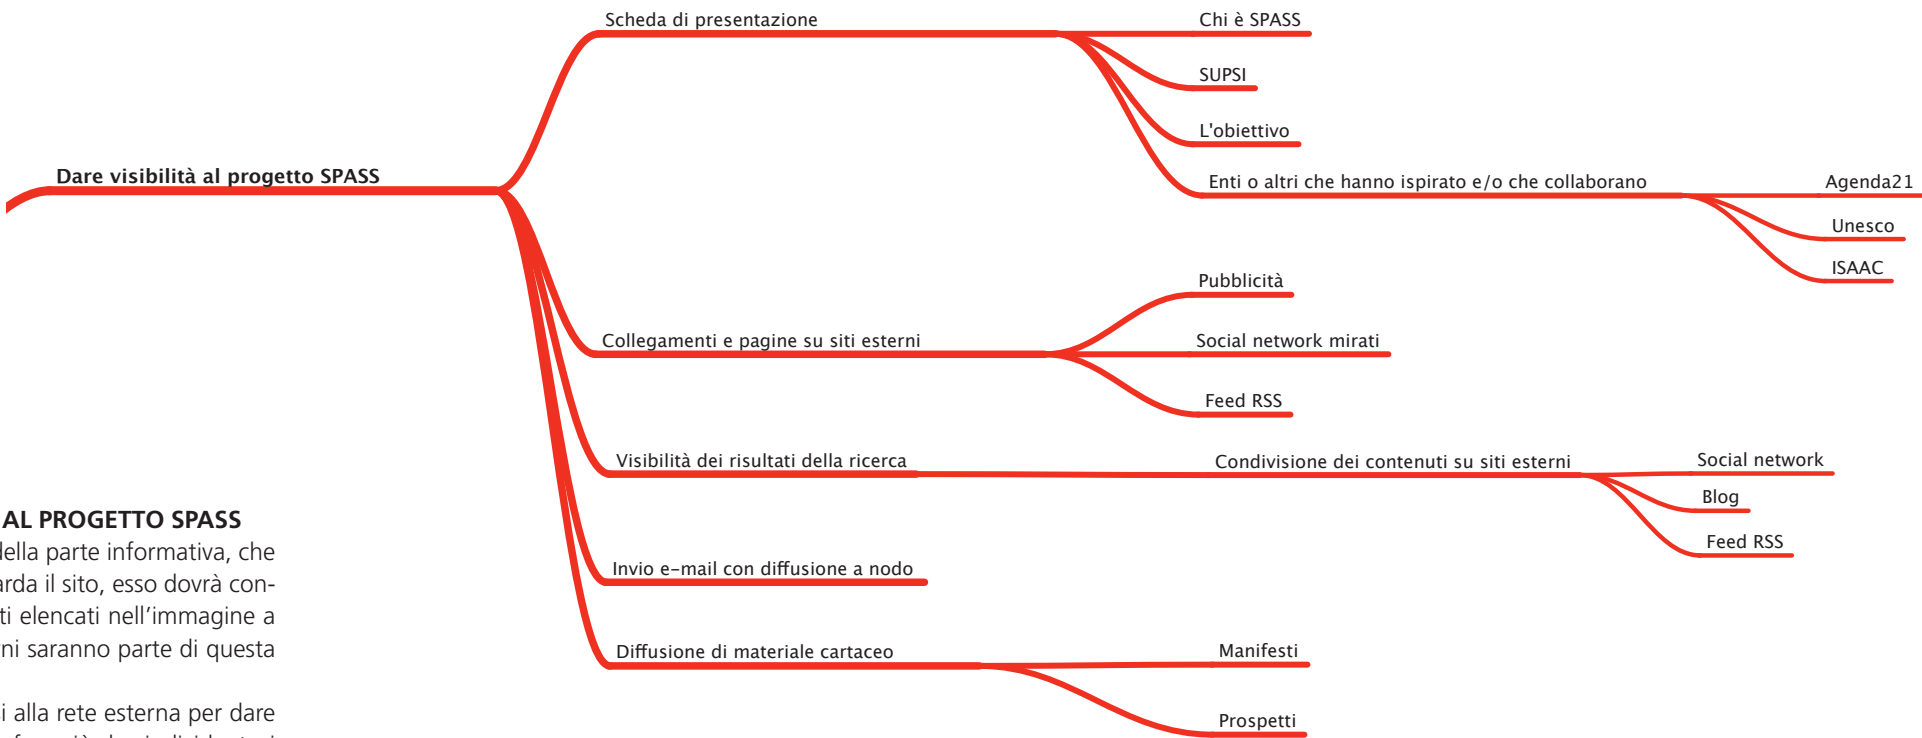 Dare visibilità al progetto SPASS
Scheda di presentazione
Chi è SPASS
SUPSI
L'obiettivo
Enti o altri che hanno ispirato e/o che collaborano
Agenda21
Unesco
ISAAC
Collegamenti e pagine su siti esterni
Pubblicità
Social network mirati
Feed RSS
Visibilità dei risultati della ricerca
Condivisione dei contenuti su siti esterni
Social network
Blog
Feed RSS
Invio e-mail con diffusione a nodo
Diffusione di materiale cartaceo
Manifesti
Prospetti
AL PROGETTO SPASS
della parte informativa, che
arda il sito, esso dovrà con-
ti elencati nell'immagine a
rni saranno parte di questa
si alla rete esterna per dare